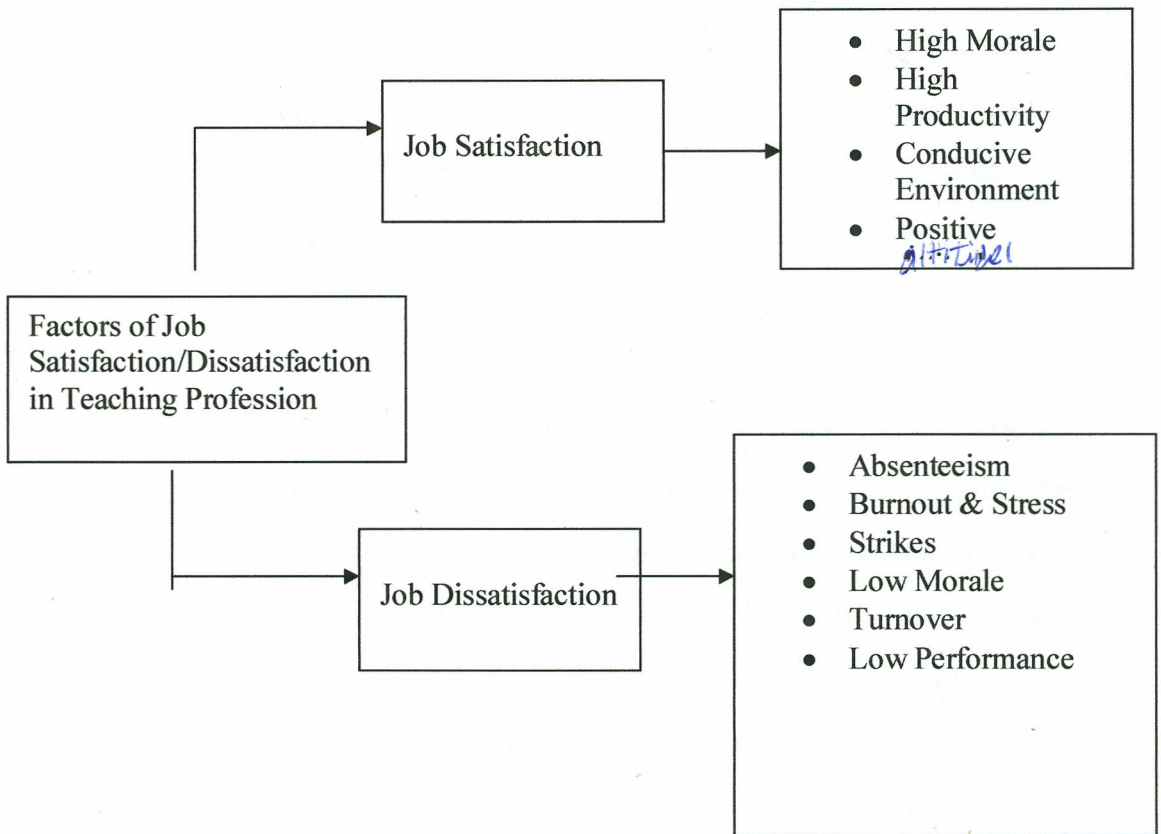 • High Morale
• High
Productivity
• Conducive
Environment
• Positive
Job Satisfaction
Factors of Job
Satisfaction/Dissatisfaction
in Teaching Profession
• Absenteeism
• Burnout & Stress
• Strikes
• Low Morale
• Turnover
• Low Performance
Job Dissatisfaction